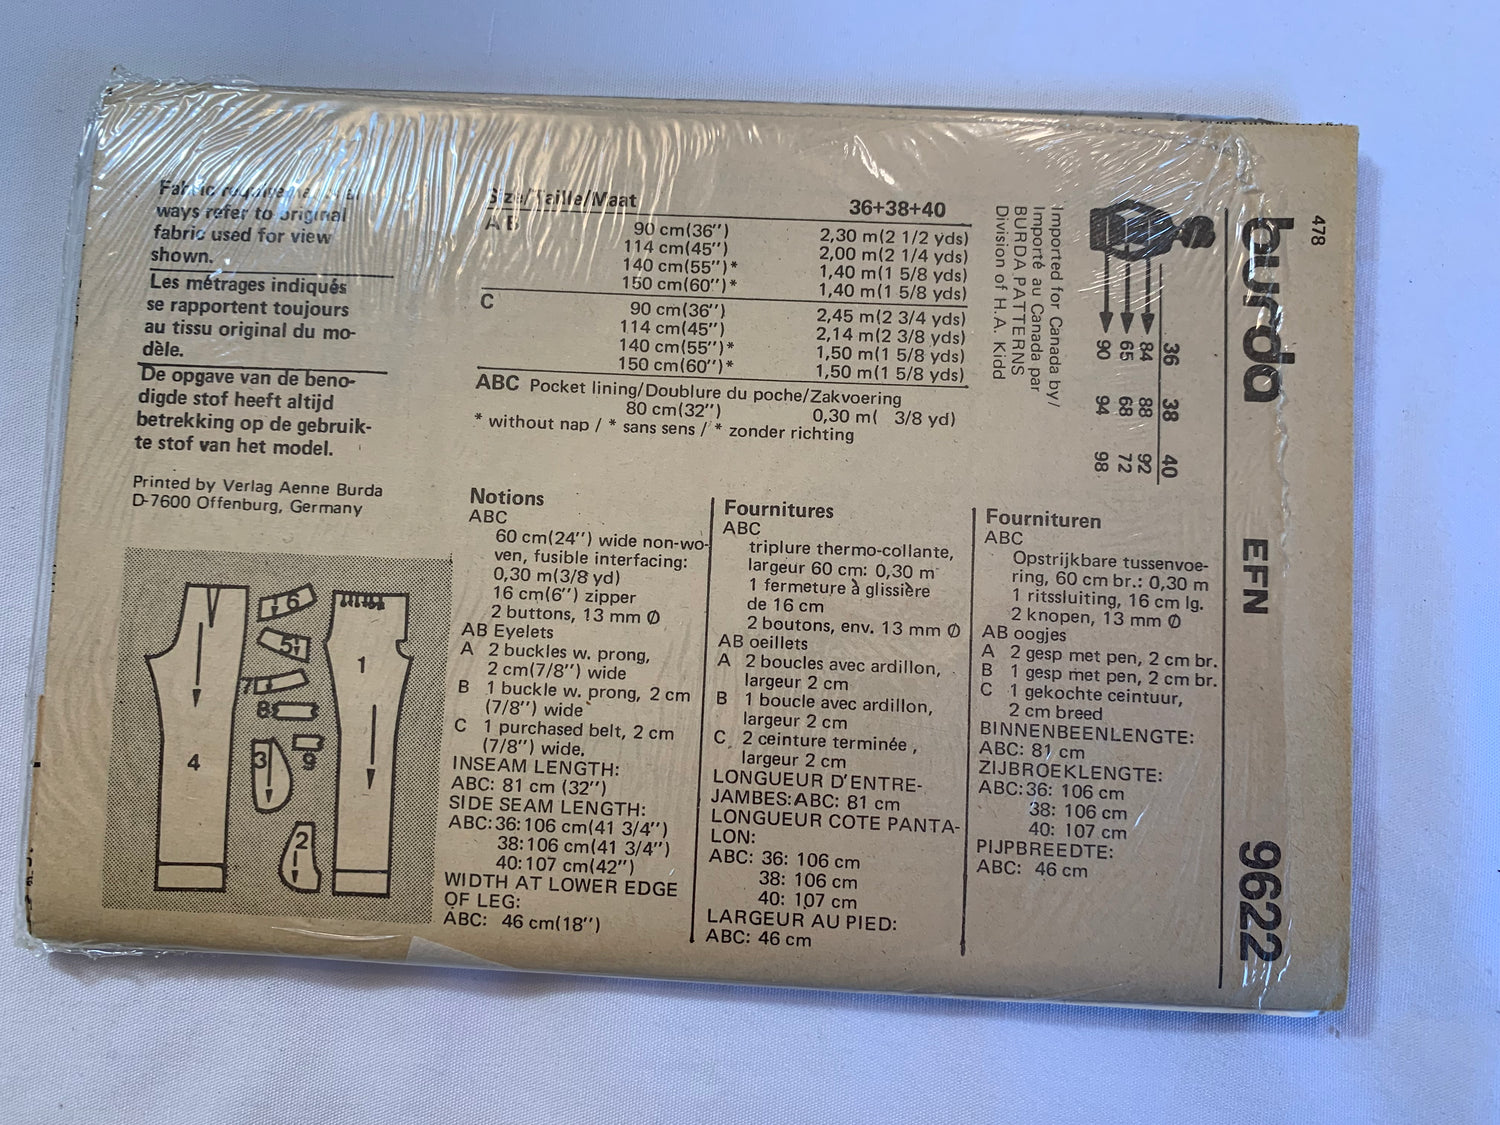 Fabric requirements al-
ways refer to original
fabric used for view
shown.
Les métrages indiqués
se rapportent toujours
au tissu original du mo-
dèle.
De opgave van de beno-
digde stof heeft altijd
betrekking op de gebruik-
te stof van het model.
Printed by Verlag Aenne Burda
D-7600 Offenburg, Germany
6
5
7
8
3
9
2
1
4
Size/Taille/Maat 36+38+40
AB 90 cm(36'') 2,30 m(2 1/2 yds)
114 cm(45'') 2,00 m(2 1/4 yds)
140 cm(55'')* 1,40 m(1 5/8 yds)
150 cm(60'')* 1,40 m(1 5/8 yds)
C 90 cm(36'') 2,45 m(2 3/4 yds)
114 cm(45'') 2,14 m(2 3/8 yds)
140 cm(55'')* 1,50 m(1 5/8 yds)
150 cm(60'')* 1,50 m(1 5/8 yds)
ABC Pocket lining/Doublure du poche/Zakvoering
80 cm(32'') 0,30 m( 3/8 yd)
* without nap / * sans sens / * zonder richting
Notions
ABC
60 cm(24'') wide non-wo-
ven, fusible interfacing:
0,30 m(3/8 yd)
16 cm(6'') zipper
2 buttons, 13 mm Ø
AB Eyelets
A 2 buckles w. prong,
2 cm(7/8'') wide
B 1 buckle w. prong, 2 cm
(7/8'') wide
C 1 purchased belt, 2 cm
(7/8'') wide.
INSEAM LENGTH:
ABC: 81 cm (32'')
SIDE SEAM LENGTH:
ABC: 36: 106 cm(41 3/4'')
38: 106 cm(41 3/4'')
40: 107 cm(42'')
WIDTH AT LOWER EDGE
OF LEG:
ABC: 46 cm(18'')
Fournitures
ABC
triplure thermo-collante,
largeur 60 cm: 0,30 m
1 fermeture à glissière
de 16 cm
2 boutons, env. 13 mm Ø
AB oeillets
A 2 boucles avec ardillon,
largeur 2 cm
B 1 boucle avec ardillon,
largeur 2 cm
C. 2 ceinture terminée ,
largeur 2 cm
LONGUEUR D'ENTRE-
JAMBES: ABC: 81 cm
LONGUEUR COTE PANTA-
LON:
ABC: 36: 106 cm
38: 106 cm
40: 107 cm
LARGEUR AU PIED:
ABC: 46 cm
Fournituren
ABC
Opstrijkbare tussenvoe-
ring, 60 cm br.: 0,30 m
1 ritssluiting, 16 cm lg.
2 knopen, 13 mm Ø
AB oogjes
A 2 gesp met pen, 2 cm br.
B 1 gesp met pen, 2 cm br.
C 1 gekochte ceintuur,
2 cm breed
BINNENBEENLENGTE:
ABC: 81 cm
ZIJBROEKLENGTE:
ABC: 36: 106 cm
38: 106 cm
40: 107 cm
PIJPBREEDTE:
ABC: 46 cm
Imported for Canada by/
Importé au Canada par
BURDA PATTERNS
Division of H.A. Kidd
36 38 40
84 88 92
65 68 72
90 94 98
478
burda EFN 9622